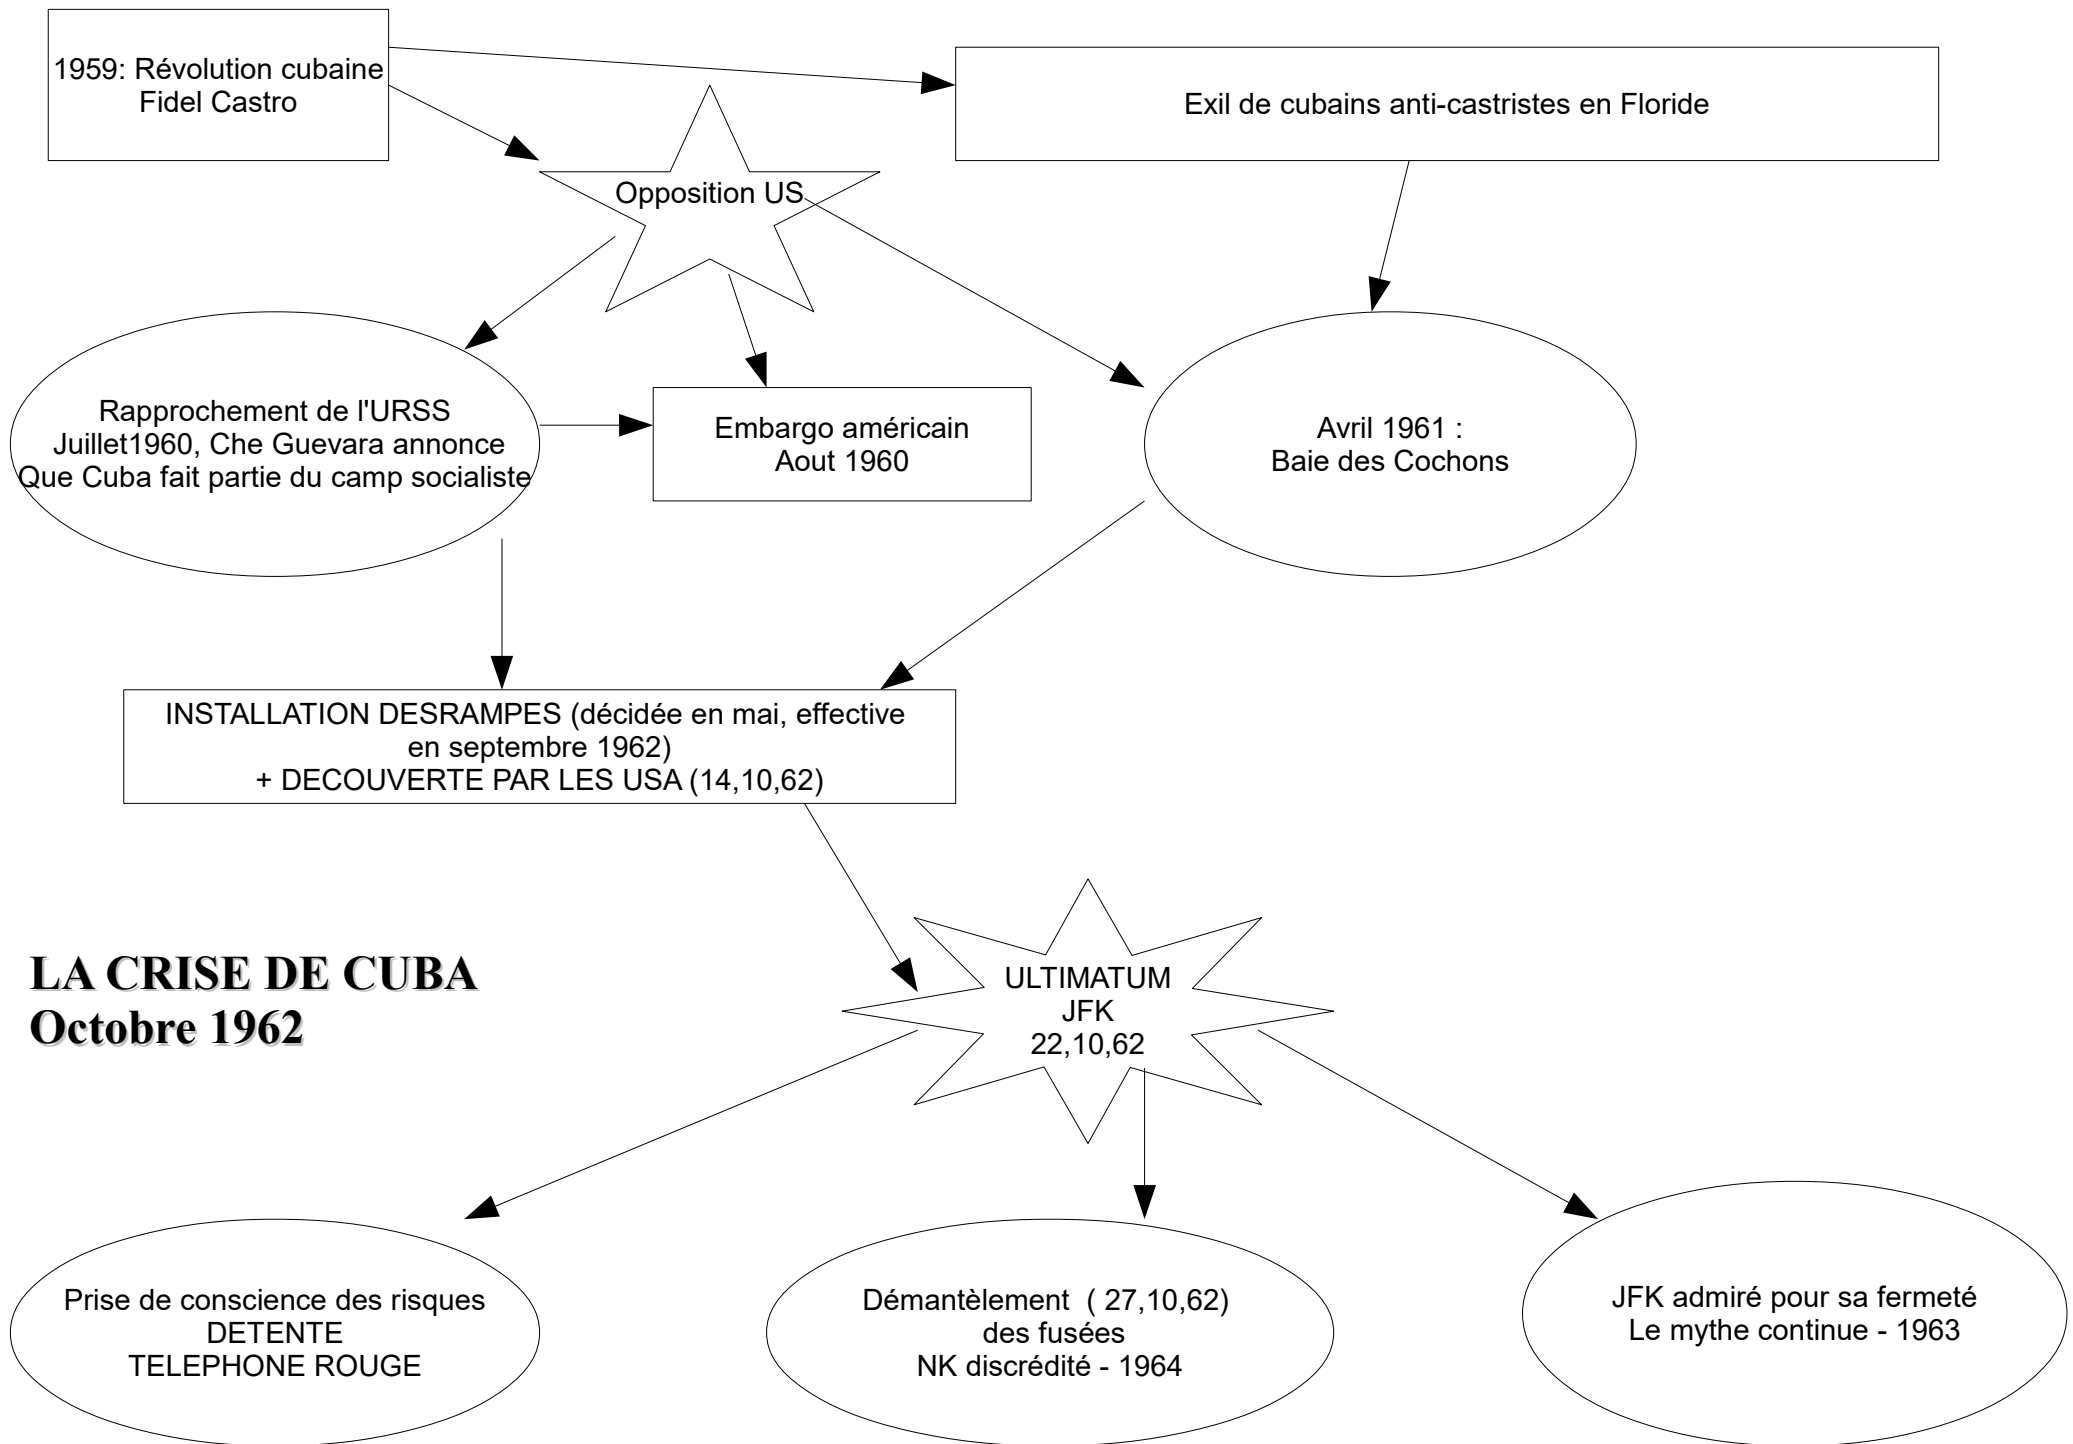 1959: Révolution cubaine
Fidel Castro
Exil de cubains anti-castristes en Floride
Opposition US
Rapprochement de l'URSS
Juillet1960, Che Guevara annonce
Que Cuba fait partie du camp socialiste
Embargo américain
Aout 1960
Avril 1961 :
Baie des Cochons
INSTALLATION DESRAMPES (décidée en mai, effective
en septembre 1962)
+ DECOUVERTE PAR LES USA (14,10,62)
LA CRISE DE CUBA
Octobre 1962
ULTIMATUM
JFK
22,10,62
Prise de conscience des risques
DETENTE
TELEPHONE ROUGE
Démantèlement  ( 27,10,62)
des fusées
NK discrédité - 1964
JFK admiré pour sa fermeté
Le mythe continue - 1963